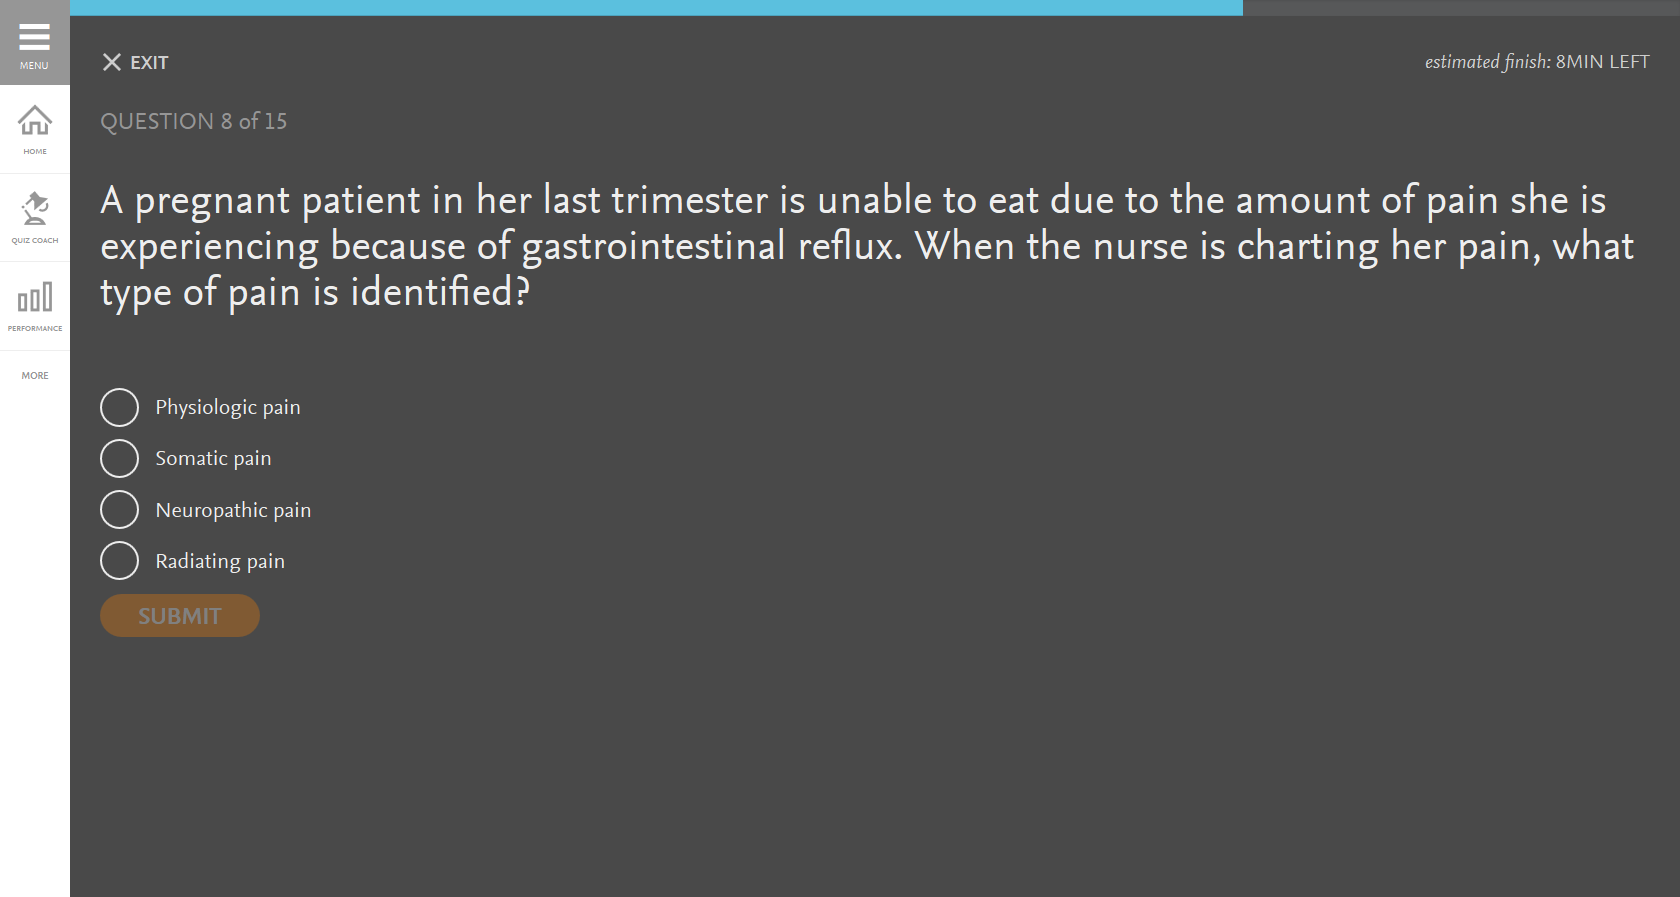 MENU
HOME
QUIZ COACH
PERFORMANCE
MORE
EXIT
estimated finish: 8MIN LEFT
QUESTION 8 of 15
A pregnant patient in her last trimester is unable to eat due to the amount of pain she is
experiencing because of gastrointestinal reflux. When the nurse is charting her pain, what
type of pain is identified?
Physiologic pain
Somatic pain
Neuropathic pain
Radiating pain
SUBMIT